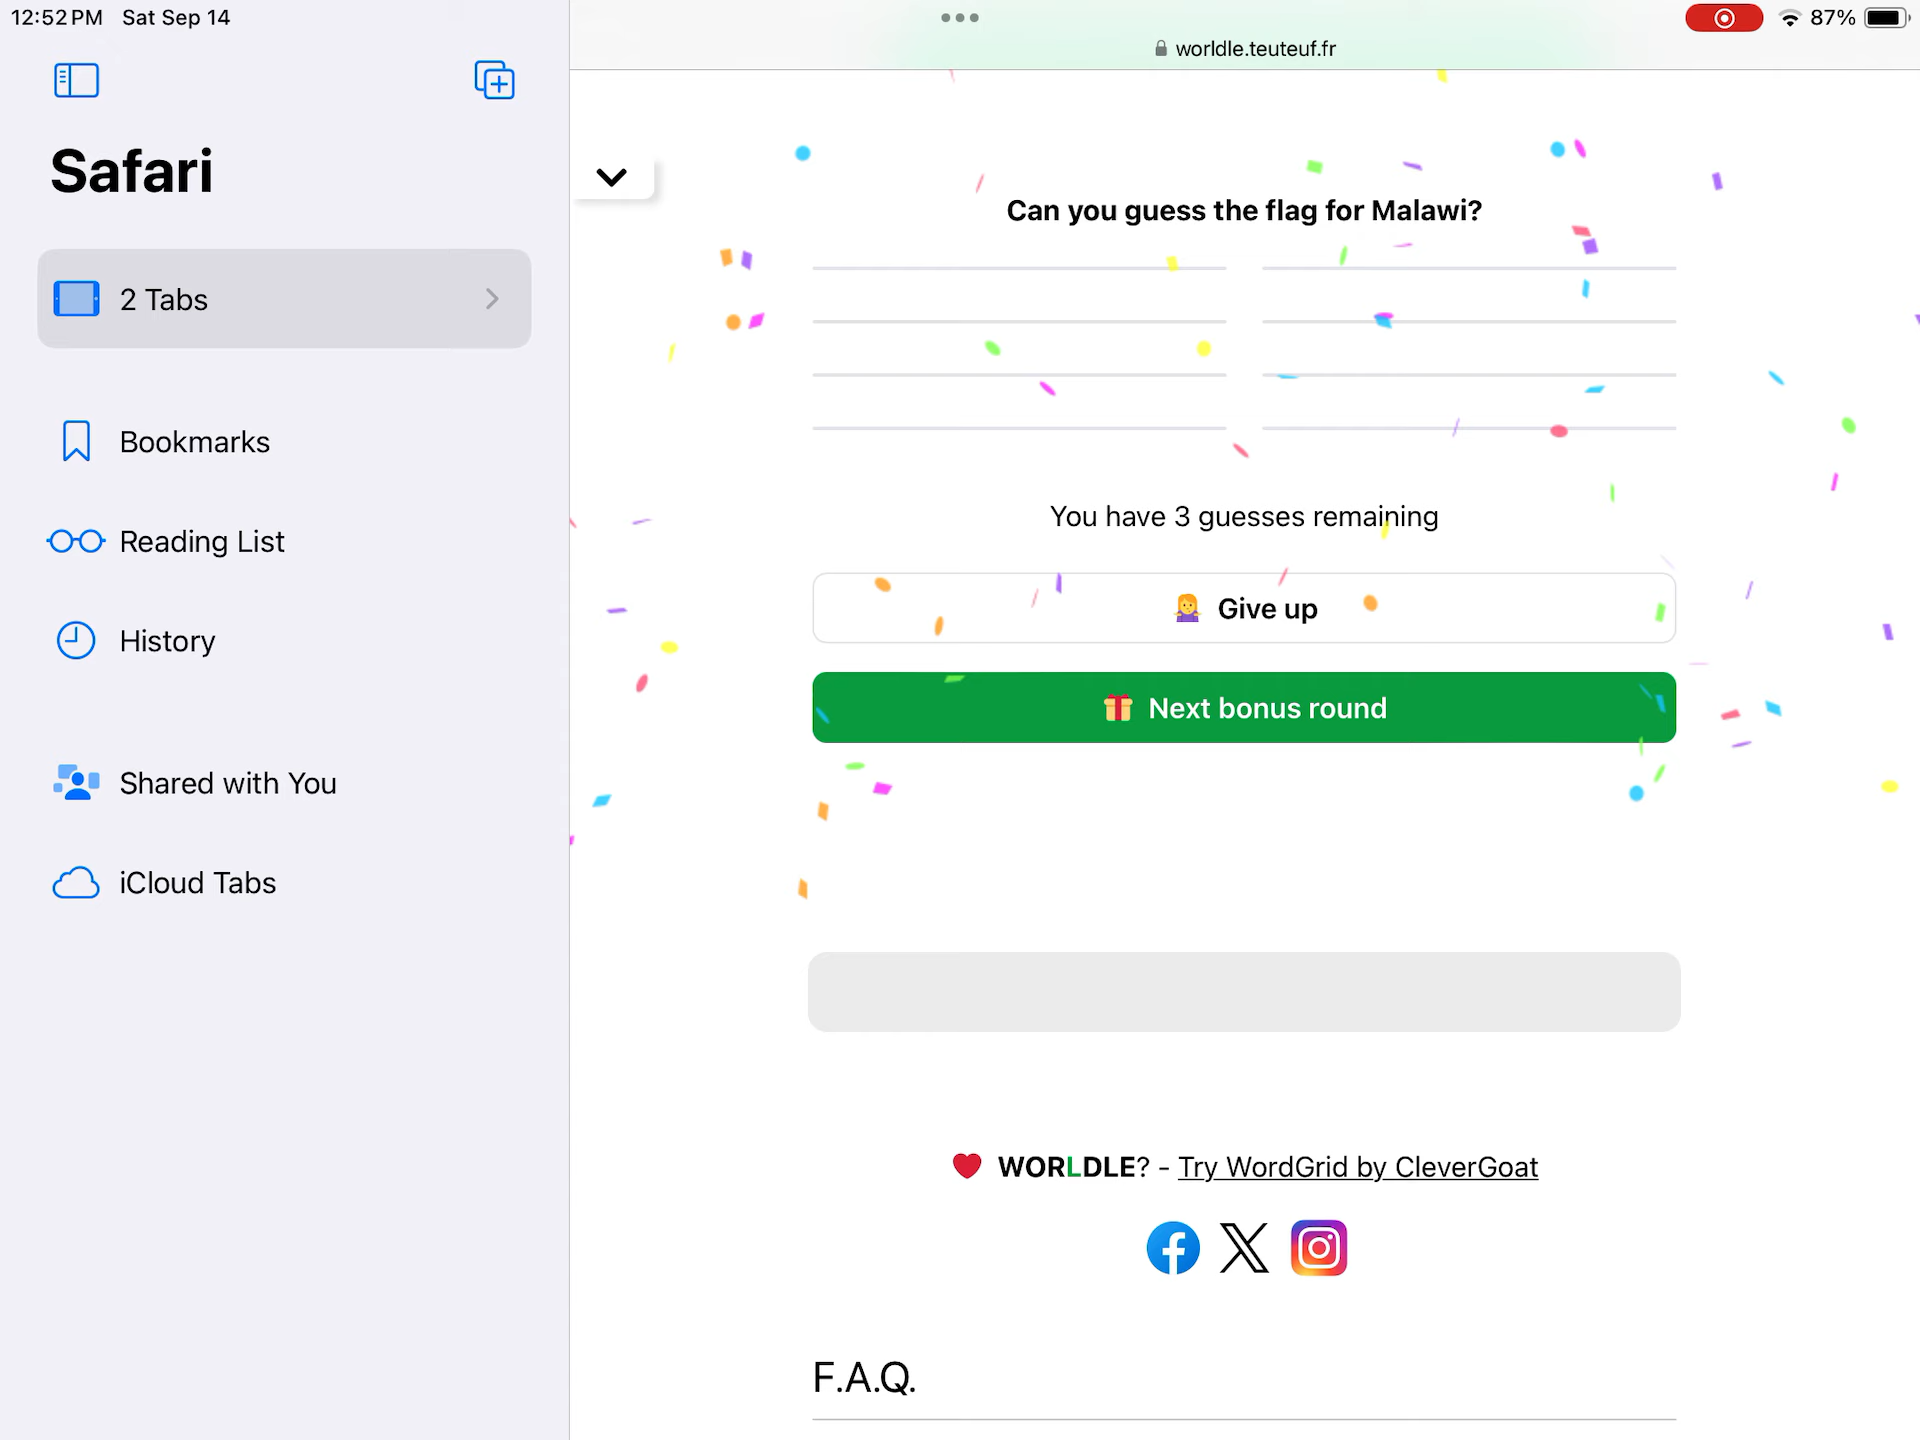 12:52 PM Sat Sep 14
87%
worldle.teuteuf.fr
Safari
2 Tabs
Bookmarks
Reading List
History
Shared with You
iCloud Tabs
Can you guess the flag for Malawi?
You have 3 guesses remaining
Give up
Next bonus round
WORLDLE? - Try WordGrid by CleverGoat
F.A.Q.